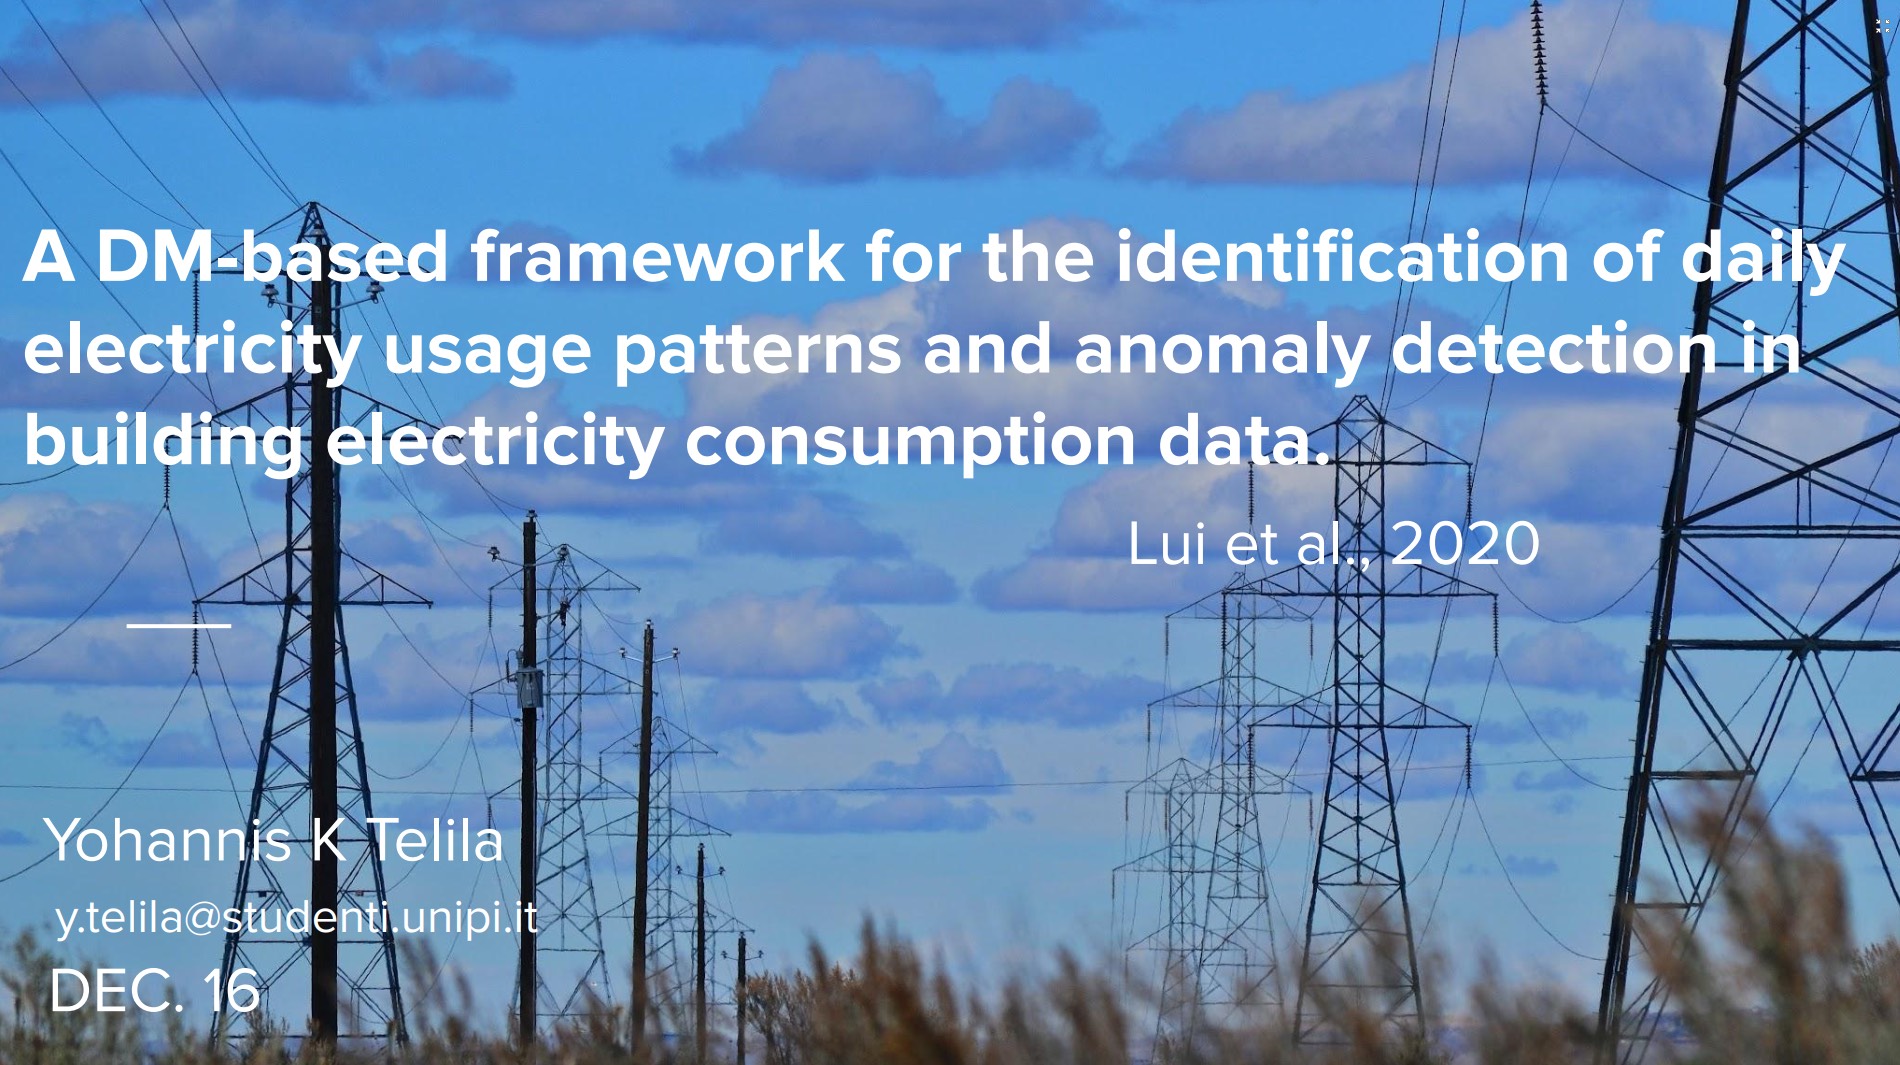 A DM-based framework for the identification of daily
electricity usage patterns and anomaly detection in
building electricity consumption data.
Lui et al., 2020
Yohannis K Telila
y.telila@studenti.unipi.it
DEC. 16